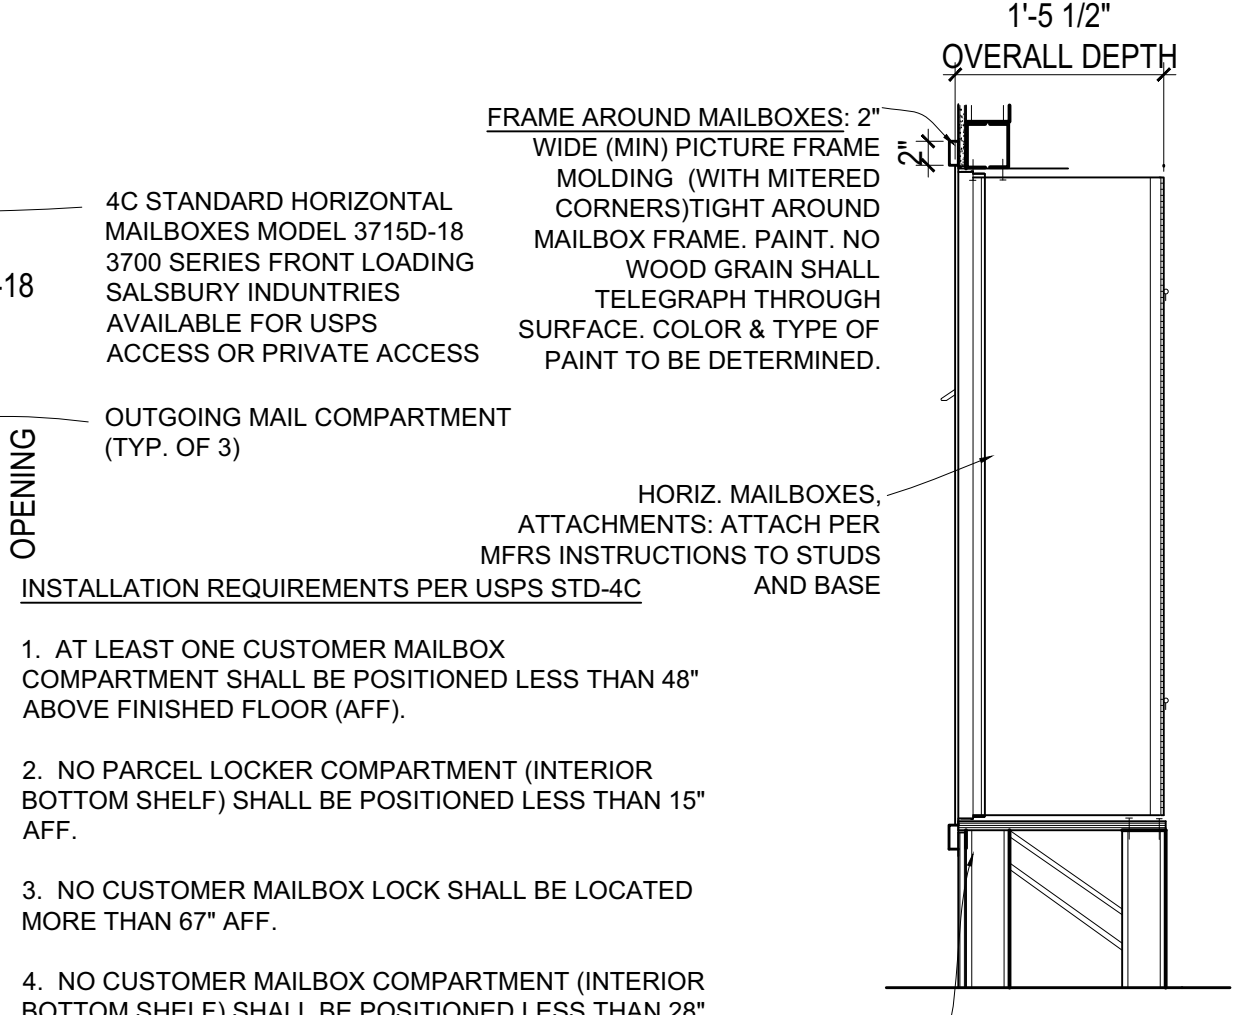 1'-5 1/2"
OVERALL DEPTH
FRAME AROUND MAILBOXES: 2"
WIDE (MIN) PICTURE FRAME
MOLDING (WITH MITERED
CORNERS)TIGHT AROUND
MAILBOX FRAME. PAINT. NO
WOOD GRAIN SHALL
TELEGRAPH THROUGH
SURFACE. COLOR & TYPE OF
PAINT TO BE DETERMINED.
2"
4C STANDARD HORIZONTAL
MAILBOXES MODEL 3715D-18
3700 SERIES FRONT LOADING
SALSBURY INDUNTRIES
AVAILABLE FOR USPS
ACCESS OR PRIVATE ACCESS
-18
OUTGOING MAIL COMPARTMENT
(TYP. OF 3)
OPENING
HORIZ. MAILBOXES,
ATTACHMENTS: ATTACH PER
MFRS INSTRUCTIONS TO STUDS
AND BASE
INSTALLATION REQUIREMENTS PER USPS STD-4C
1. AT LEAST ONE CUSTOMER MAILBOX
COMPARTMENT SHALL BE POSITIONED LESS THAN 48"
ABOVE FINISHED FLOOR (AFF).
2. NO PARCEL LOCKER COMPARTMENT (INTERIOR
BOTTOM SHELF) SHALL BE POSITIONED LESS THAN 15"
AFF.
3. NO CUSTOMER MAILBOX LOCK SHALL BE LOCATED
MORE THAN 67" AFF.
4. NO CUSTOMER MAILBOX COMPARTMENT (INTERIOR
BOTTOM SHELF) SHALL BE POSITIONED LESS THAN 28"